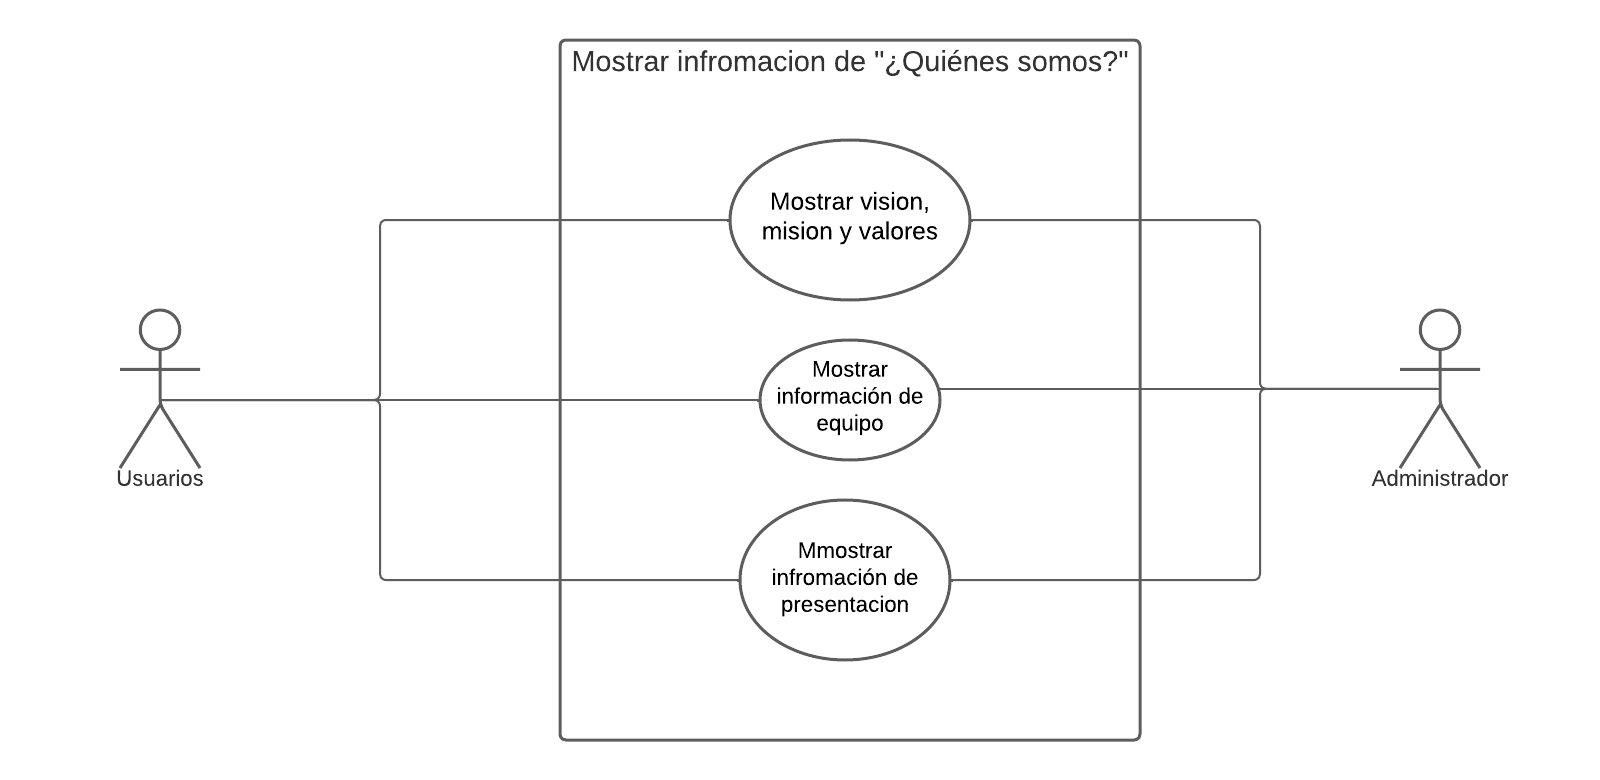 Mostrar infromacion de "¿Quiénes somos?"
Mostrar vision,
mision y valores
Mostrar
información de
equipo
Mmostrar
infromación de
presentacion
Usuarios
Administrador